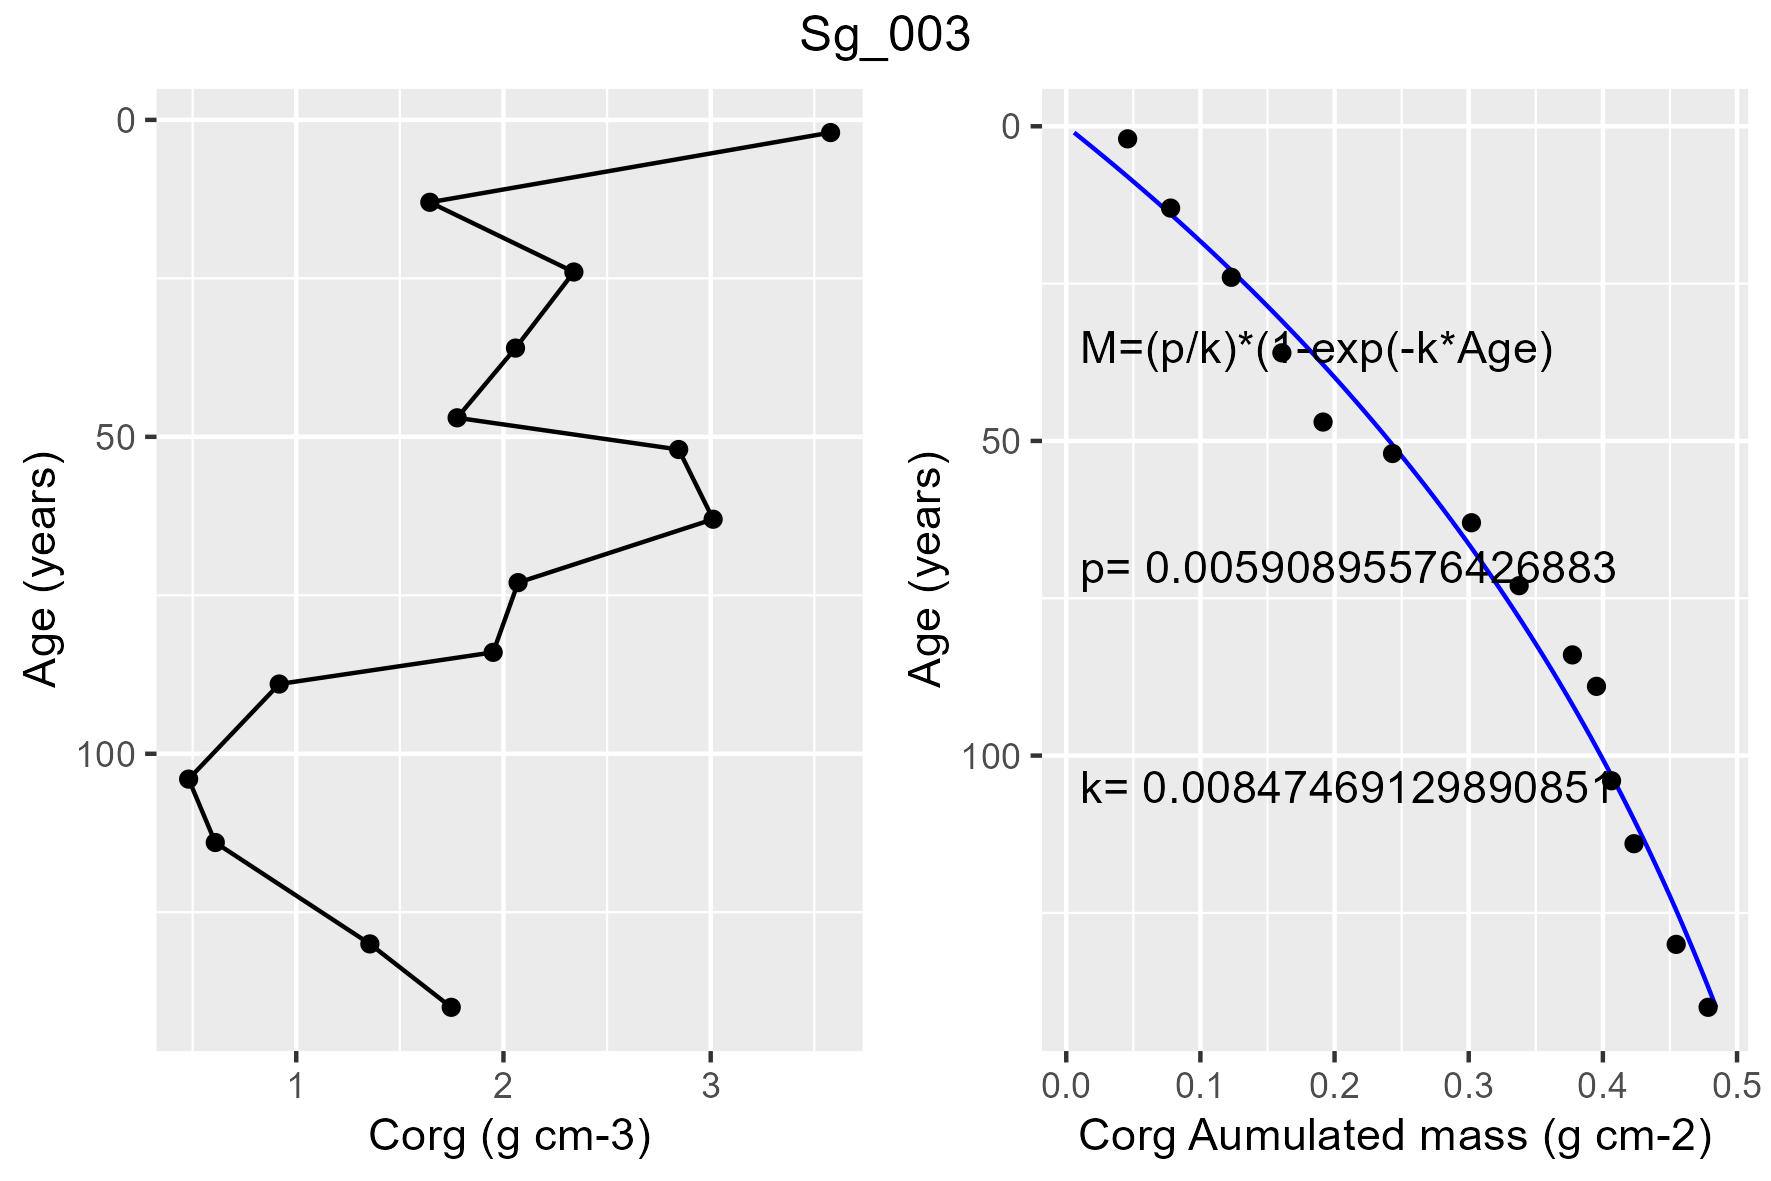 Sg_003
0
50
100
Age (years)
1 2 3
Corg (g cm-3)
0
50
100
Age (years)
M=(p/k)*(1-exp(-k*Age)
p= 0.00590895576426883
k= 0.00847469129890851
0.0 0.1 0.2 0.3 0.4 0.5
Corg Aumulated mass (g cm-2)